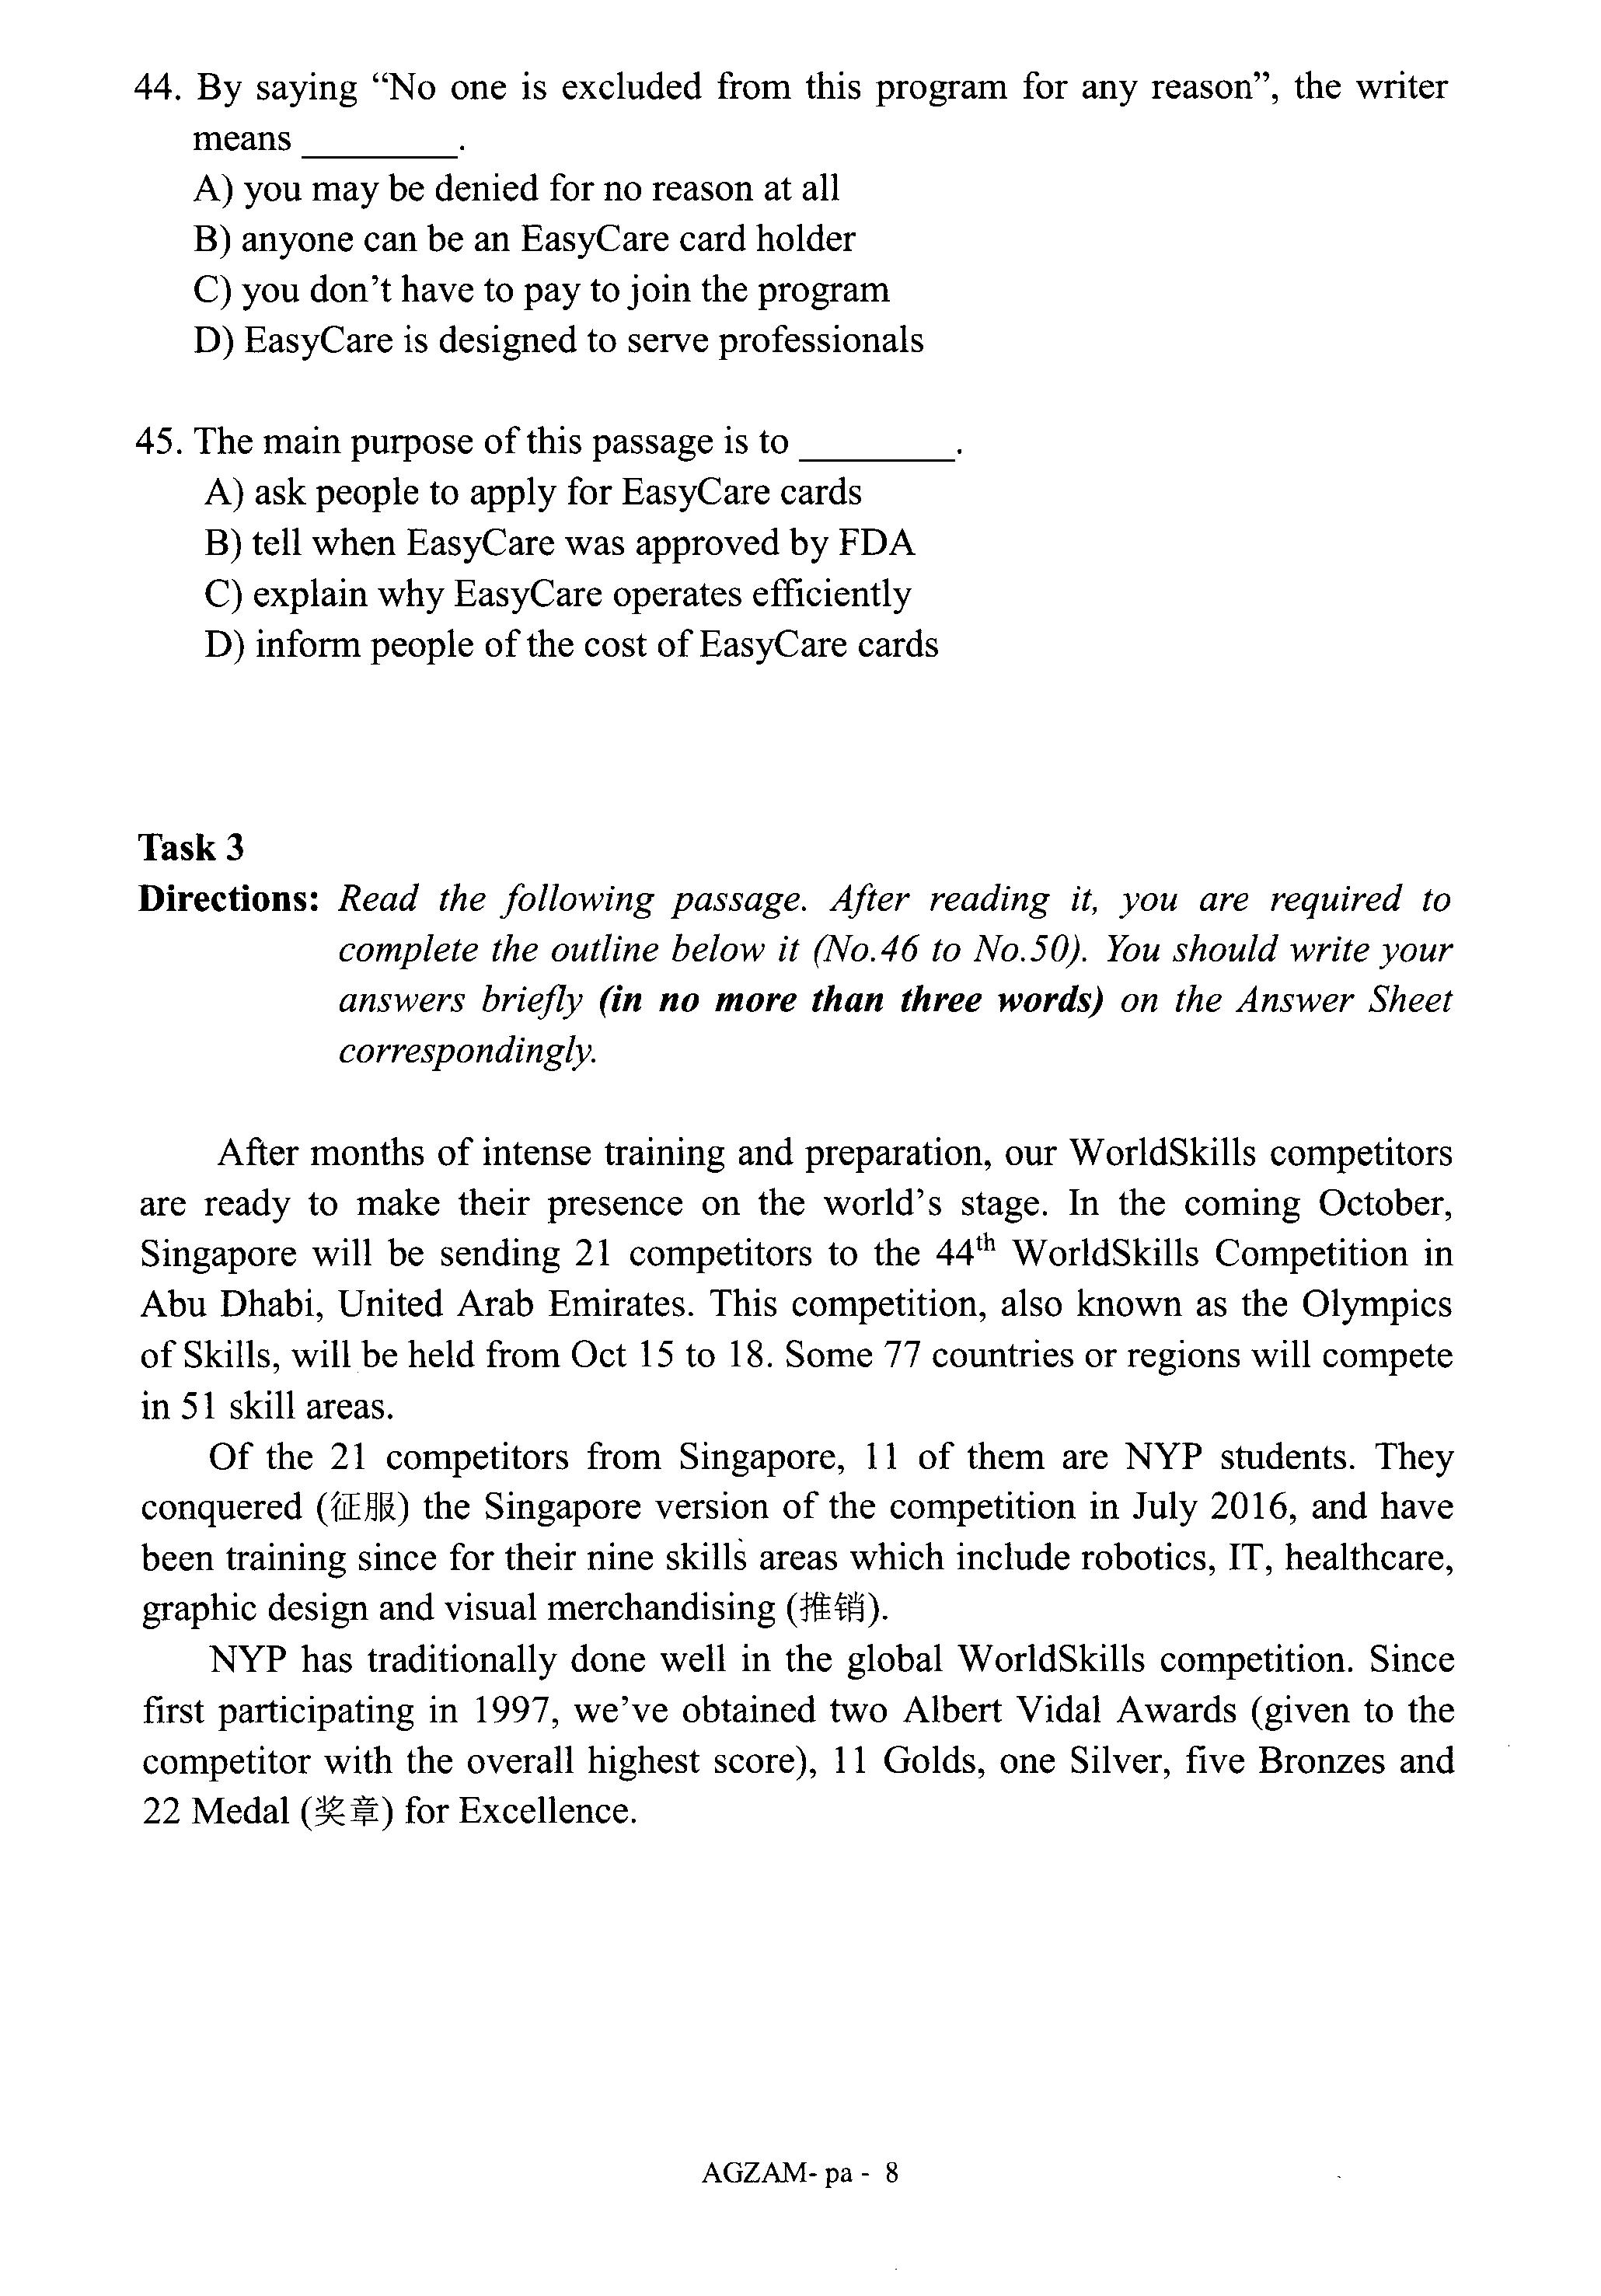 44. By saying “No one is excluded from this program for any reason”, the writer
means ________.
A) you may be denied for no reason at all
B) anyone can be an EasyCare card holder
C) you don’t have to pay to join the program
D) EasyCare is designed to serve professionals
45. The main purpose of this passage is to ________.
A) ask people to apply for EasyCare cards
B) tell when EasyCare was approved by FDA
C) explain why EasyCare operates efficiently
D) inform people of the cost of EasyCare cards
Task 3
Directions: Read the following passage. After reading it, you are required to
complete the outline below it (No.46 to No.50). You should write your
answers briefly (in no more than three words) on the Answer Sheet
correspondingly.
After months of intense training and preparation, our WorldSkills competitors
are ready to make their presence on the world’s stage. In the coming October,
Singapore will be sending 21 competitors to the 44th WorldSkills Competition in
Abu Dhabi, United Arab Emirates. This competition, also known as the Olympics
of Skills, will be held from Oct 15 to 18. Some 77 countries or regions will compete
in 51 skill areas.
Of the 21 competitors from Singapore, 11 of them are NYP students. They
conquered (征服) the Singapore version of the competition in July 2016, and have
been training since for their nine skills areas which include robotics, IT, healthcare,
graphic design and visual merchandising (推销).
NYP has traditionally done well in the global WorldSkills competition. Since
first participating in 1997, we’ve obtained two Albert Vidal Awards (given to the
competitor with the overall highest score), 11 Golds, one Silver, five Bronzes and
22 Medal (奖章) for Excellence.
AGZAM- pa - 8